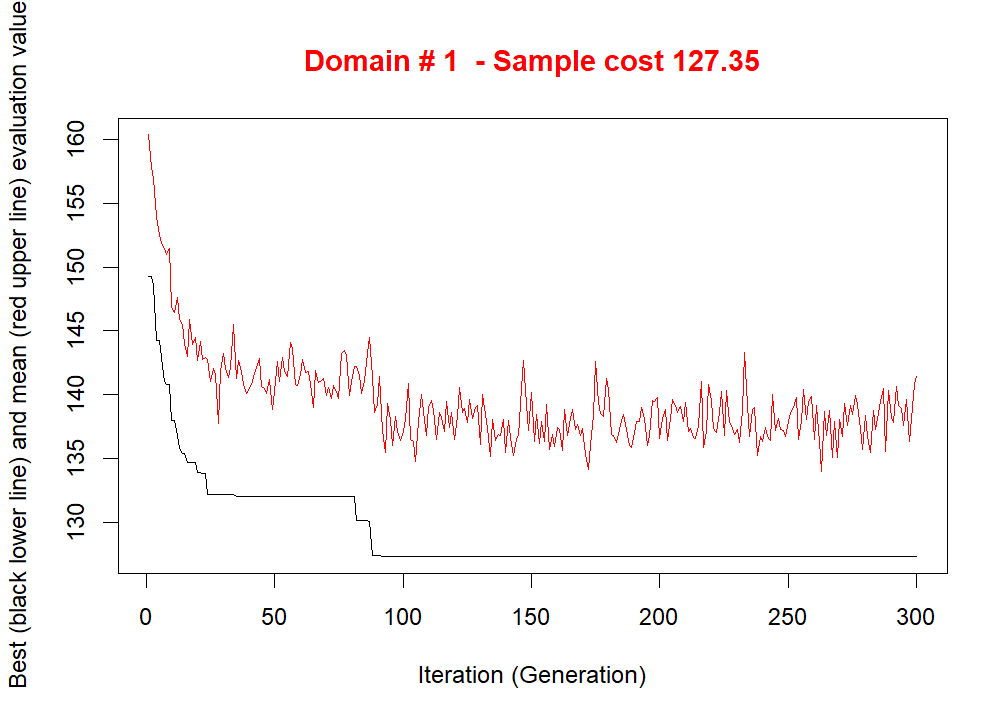 Domain # 1  - Sample cost 127.35
Best (black lower line) and mean (red upper line) evaluation value
160
155
150
145
140
135
130
0 50 100 150 200 250 300
Iteration (Generation)